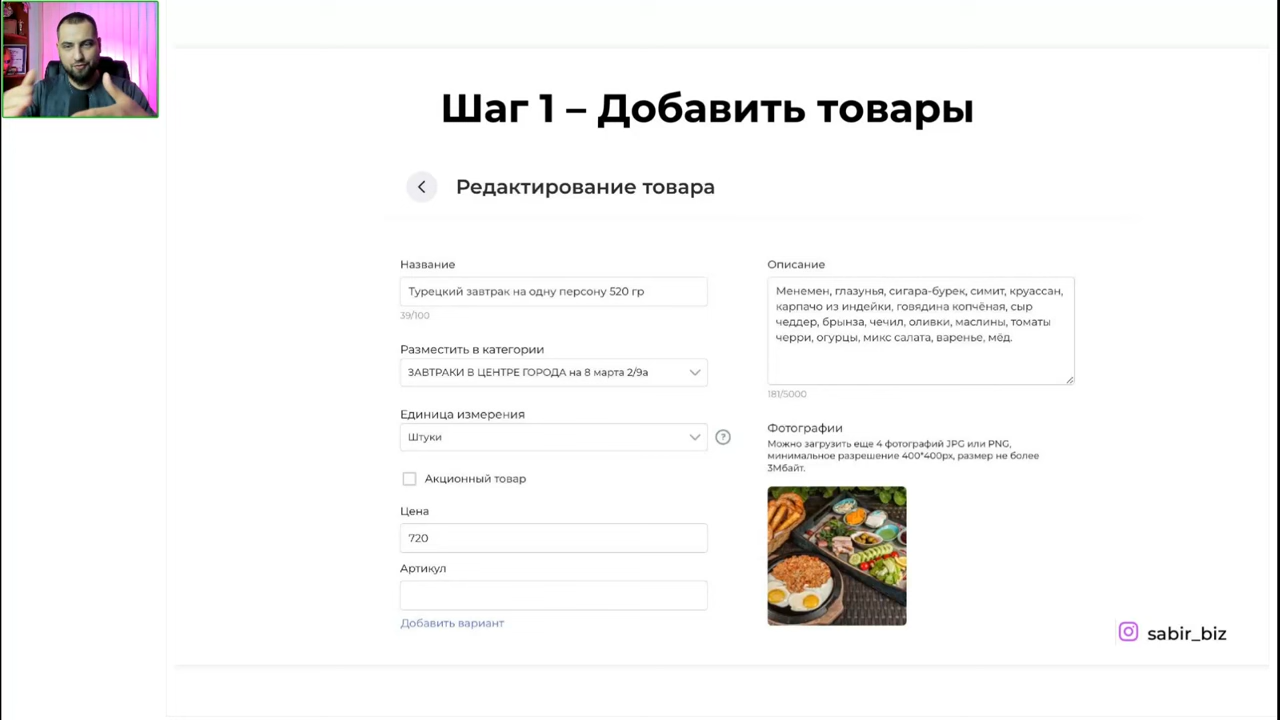 Шаг 1 – Добавить товары
Редактирование товара
Название
Турецкий завтрак на одну персону 520 гр
39/100
Разместить в категории
ЗАВТРАКИ В ЦЕНТРЕ ГОРОДА на 8 марта 2/9а
Единица измерения
Штуки
?
Акционный товар
Цена
720
Артикул
Добавить вариант
Описание
Менемен, глазунья, сигара-бурек, симит, круассан,
карпачо из индейки, говядина копчёная, сыр
чеддер, брынза, чечил, оливки, маслины, томаты
черри, огурцы, микс салата, варенье, мёд.
181/5000
Фотографии
Можно загрузить еще 4 фотографий JPG или PNG,
минимальное разрешение 400*400px, размер не более
3Мбайт.
sabir_biz